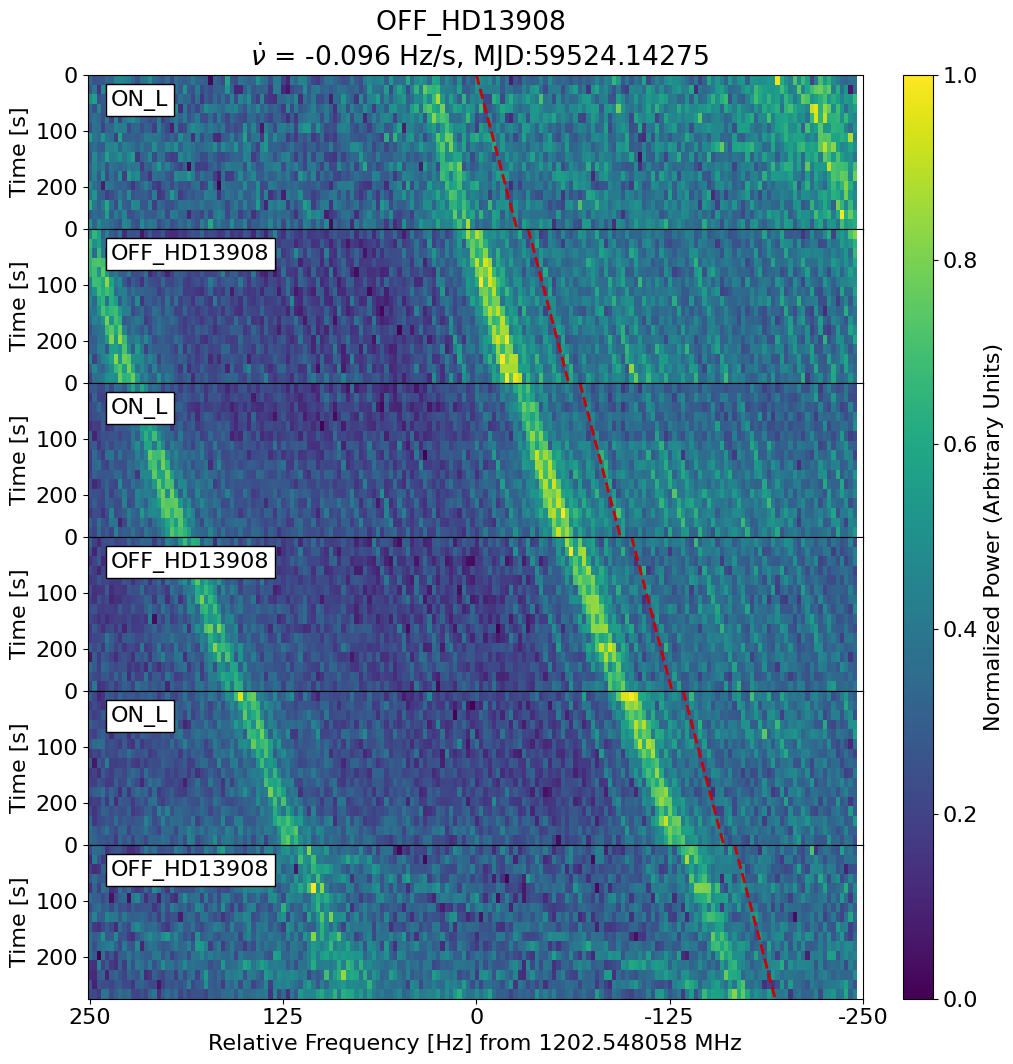 OFF_HD13908
ν̇ = -0.096 Hz/s, MJD:59524.14275
0
100
200
Time [s]
ON_L
0
100
200
Time [s]
OFF_HD13908
0
100
200
Time [s]
ON_L
0
100
200
Time [s]
OFF_HD13908
0
100
200
Time [s]
ON_L
0
100
200
Time [s]
OFF_HD13908
250 125 0 -125 -250
Relative Frequency [Hz] from 1202.548058 MHz
1.0
0.8
0.6
0.4
0.2
0.0
Normalized Power (Arbitrary Units)